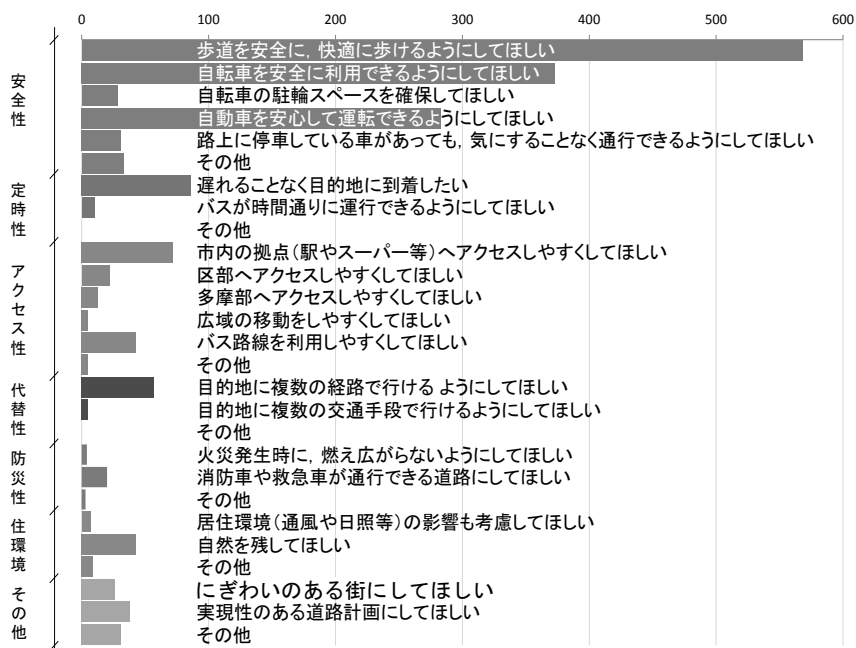 0 100 200 300 400 500 600
安全性
歩道を安全に，快適に歩けるようにしてほしい
自転車を安全に利用できるようにしてほしい
自転車の駐輪スペースを確保してほしい
自動車を安心して運転できるようにしてほしい
路上に停車している車があっても，気にすることなく通行できるようにしてほしい
その他
定時性
遅れることなく目的地に到着したい
バスが時間通りに運行できるようにしてほしい
その他
アクセス性
市内の拠点（駅やスーパー等）へアクセスしやすくしてほしい
区部へアクセスしやすくしてほしい
多摩部へアクセスしやすくしてほしい
広域の移動をしやすくしてほしい
バス路線を利用しやすくしてほしい
その他
代替性
目的地に複数の経路で行ける ようにしてほしい
目的地に複数の交通手段で行けるようにしてほしい
その他
防災性
火災発生時に，燃え広がらないようにしてほしい
消防車や救急車が通行できる道路にしてほしい
その他
住環境
居住環境（通風や日照等）の影響も考慮してほしい
自然を残してほしい
その他
その他
にぎわいのある街にしてほしい
実現性のある道路計画にしてほしい
その他